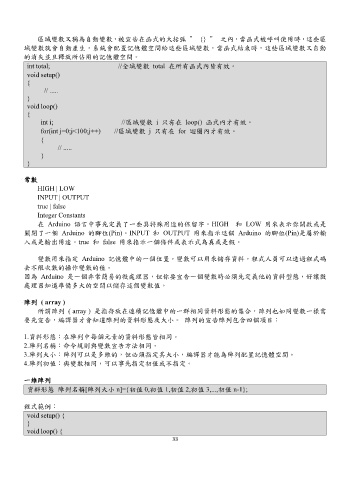 區域變數又稱為自動變數，被宣告在函式的大括弧 ” {} ” 之內，當函式被呼叫使用時，這些區
域變數就會自動產生，系統會配置記憶體空間給這些區域變數，當函式結束時，這些區域變數又自動
的消失並且釋放所佔用的記憶體空間。
int total; //全域變數 total 在所有函式內皆有效。
void setup()
{
// .....
}
void loop()
{
int i; //區域變數 i 只有在 loop() 函式內才有效。
for(int j=0;j<100;j++) //區域變數 j 只有在 for 迴圈內才有效。
{
// ......
}
}
常數
HIGH | LOW
INPUT | OUTPUT
true | false
Integer Constants
在 Arduino 語言中事先定義了一些具特殊用途的保留字。HIGH 和 LOW 用來表示你開啟或是
關閉了一個 Arduino 的腳位(Pin)。INPUT 和 OUTPUT 用來指示這個 Arduino 的腳位(Pin)是屬於輸
入或是輸出用途。true 和 false 用來指示一個條件或表示式為真或是假。
變數用來指定 Arduino 記憶體中的一個位置，變數可以用來儲存資料，程式人員可以透過程式碼
去不限次數的操作變數的值。
因為 Arduino 是一個非常簡易的微處理器，但你要宣告一個變數時必須先定義他的資料型態，好讓微
處理器知道準備多大的空間以儲存這個變數值。
陣列 ( array )
所謂陣列 ( array ) 是指存放在連續記憶體中的一群相同資料形態的集合，陣列也如同變數一樣需
要先宣告，編譯器才會知道陣列的資料形態及大小。 陣列的宣告陣列包含四個項目：
1.資料形態：在陣列中每個元素的資料形態皆相同。
2.陣列名稱：命令規則與變數宣告方法相同。
3.陣列大小：陣列可以是多維的，但必須指定其大小，編譯器才能為陣列配置記憶體空間。
4.陣列初值：與變數相同，可以事先指定初值或不指定。
一維陣列
資料形態 陣列名稱[陣列大小 n]={初值 0,初值 1,初值 2,初值 3,...,初值 n-1};
程式範例：
void setup() {
}
void loop() {
33